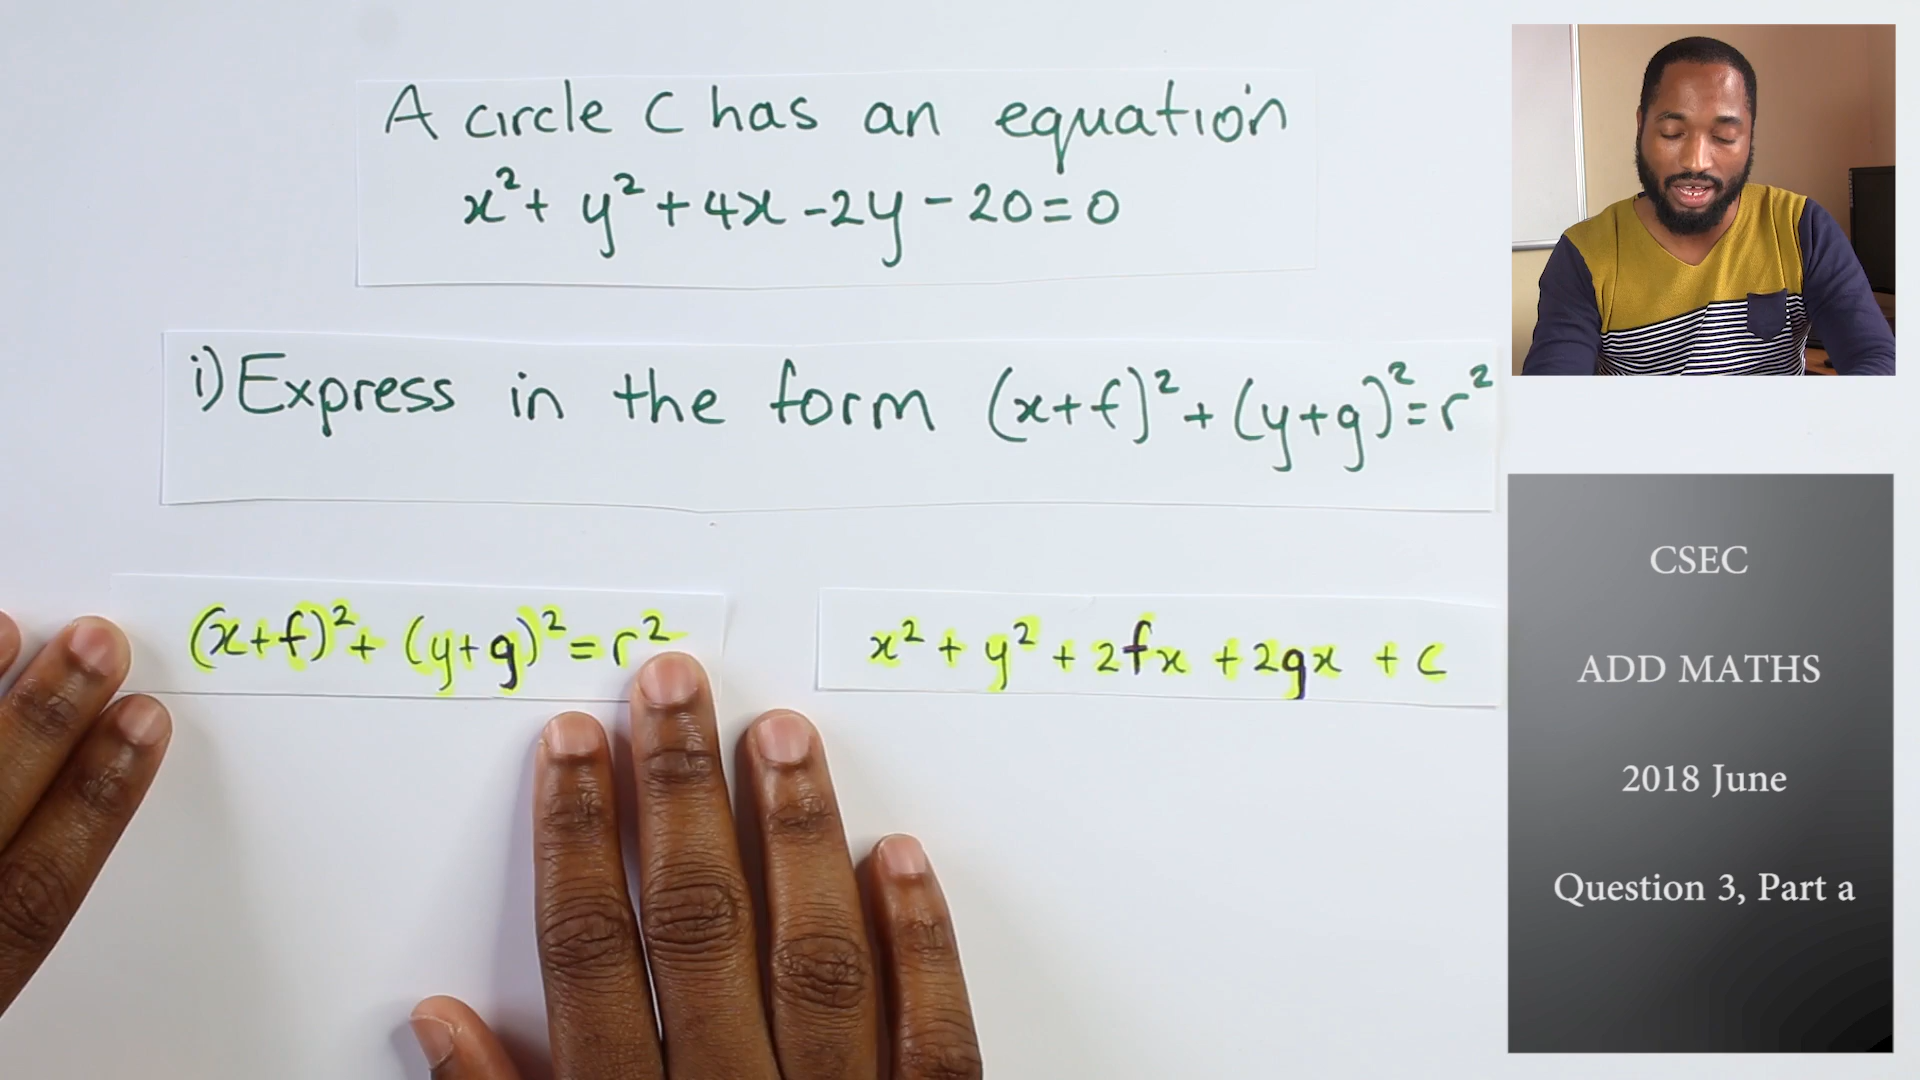 A circle C has an equation
x² + y² + 4x - 2y - 20 = 0
i) Express in the form (x+f)² + (y+g)² = r²
(x+f)² + (y+g)² = r²
x² + y² + 2fx + 2gx + c
CSEC
ADD MATHS
2018 June
Question 3, Part a